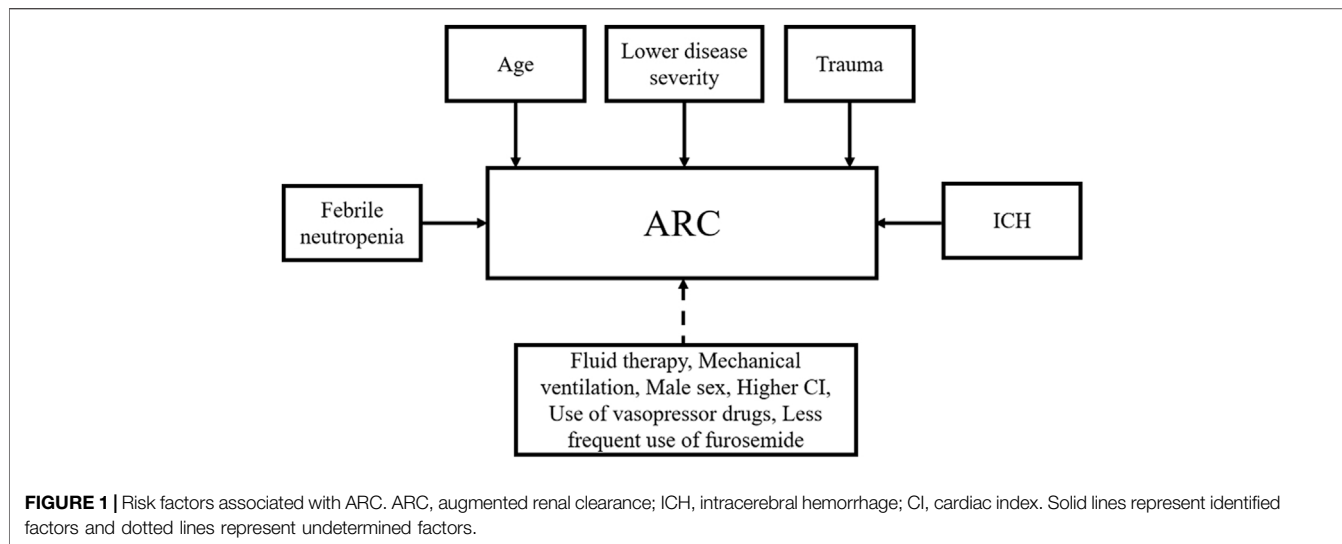 Age
Lower disease
severity
Trauma
Febrile
neutropenia
ARC
ICH
Fluid therapy, Mechanical
ventilation, Male sex, Higher CI,
Use of vasopressor drugs, Less
frequent use of furosemide
FIGURE 1 | Risk factors associated with ARC. ARC, augmented renal clearance; ICH, intracerebral hemorrhage; CI, cardiac index. Solid lines represent identified
factors and dotted lines represent undetermined factors.